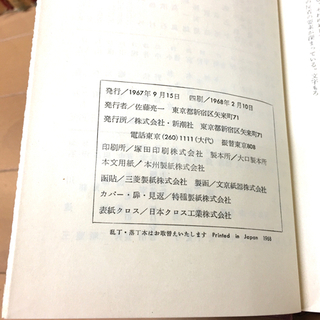 発行/1967年9月15日 四刷/1968年2月10日
発行者/佐藤亮一 東京都新宿区矢来町71
発行所/株式会社・新潮社 東京都新宿区矢来町71
電話東京(260)1111(大代) 振替東京808
印刷所/塚田印刷株式会社 製本所/大口製本所
本文用紙/本州製紙株式会社
函貼/三菱製紙株式会社 製函/文京紙器株式会社
カバー・扉・見返/特種製紙株式会社
表紙クロス/日本クロス工業株式会社
乱丁・落丁本はお取替えいたします Printed in Japan 1968